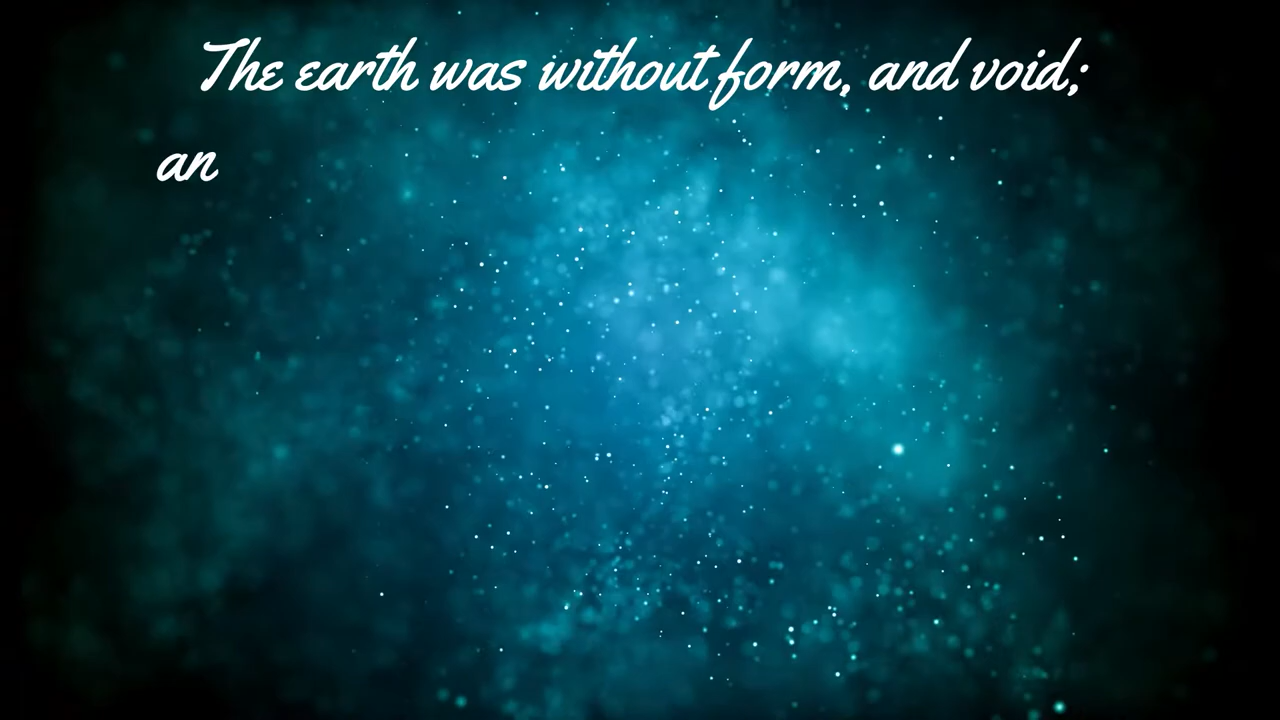 The earth was without form, and void;
an